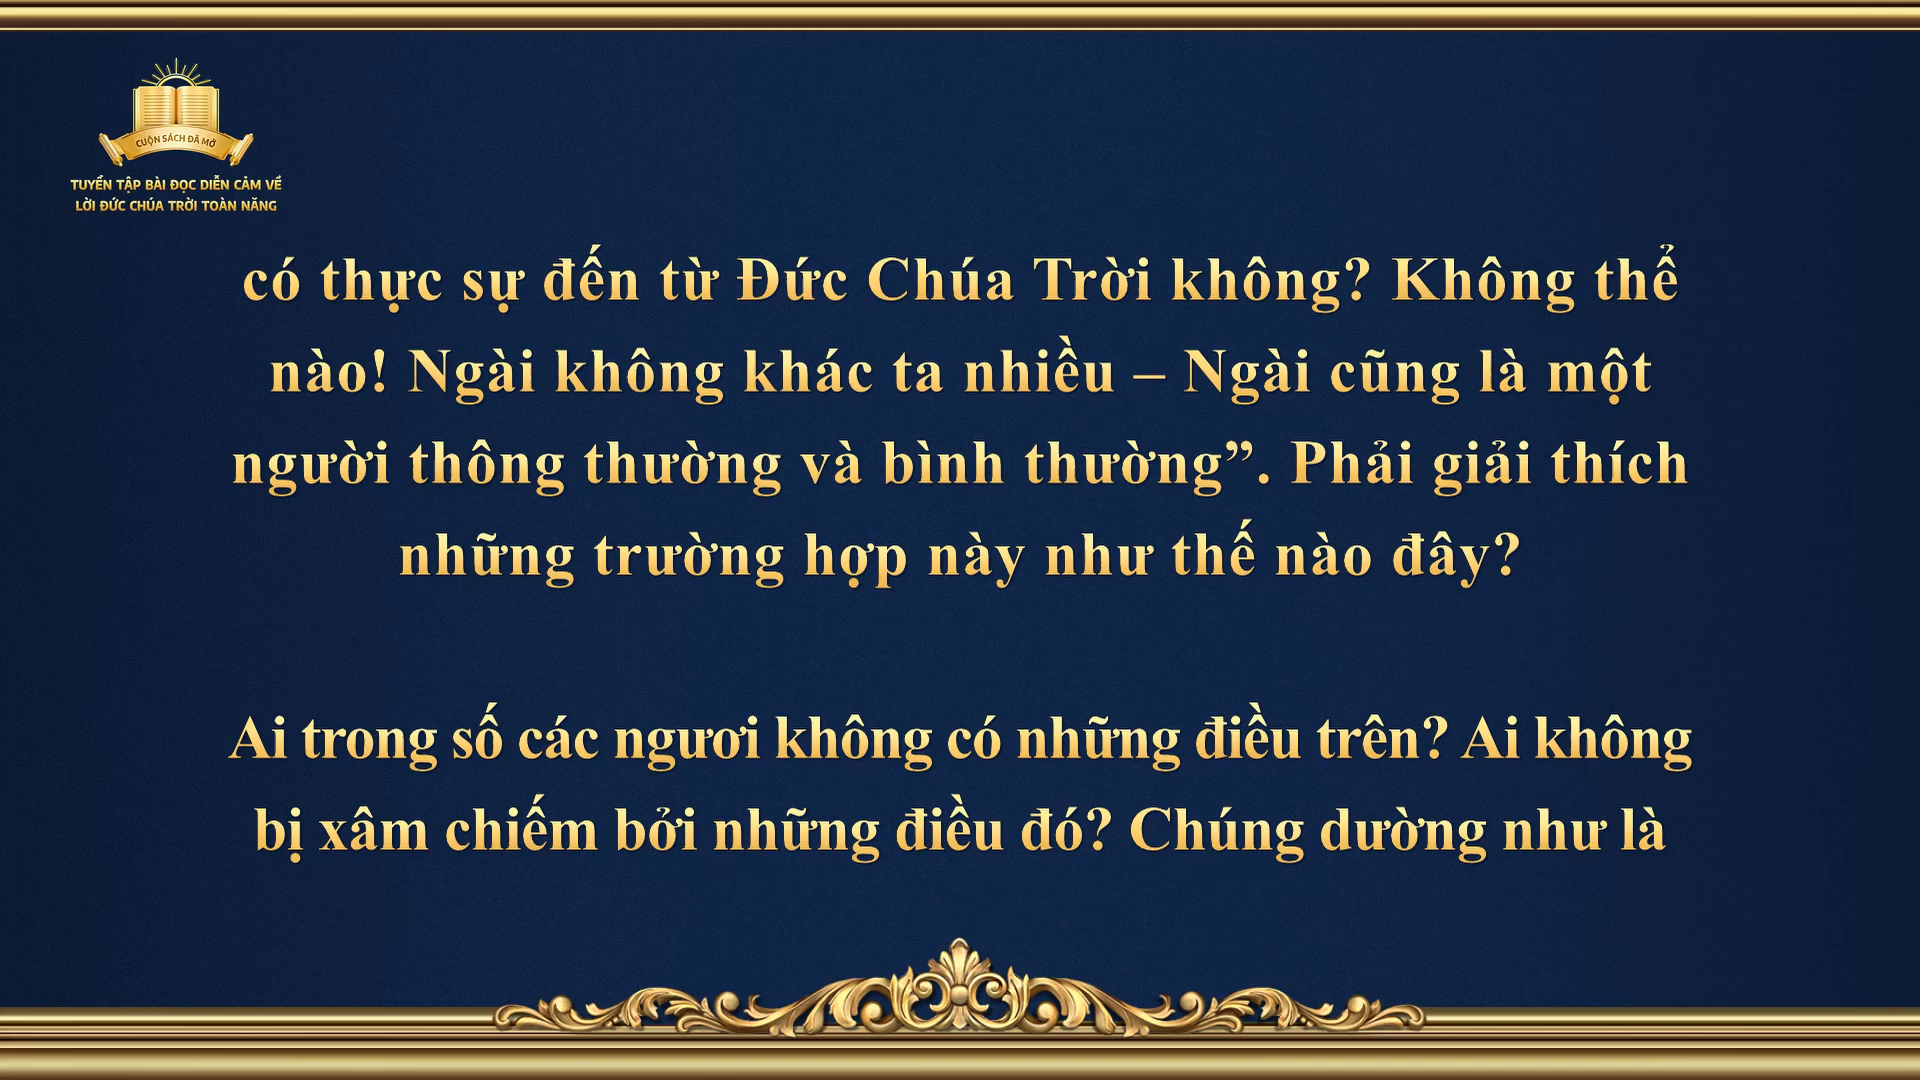 CUỘN SÁCH ĐÃ MỞ
TUYỂN TẬP BÀI ĐỌC DIỄN CẢM VỀ
LỜI ĐỨC CHÚA TRỜI TOÀN NĂNG
có thực sự đến từ Đức Chúa Trời không? Không thể
nào! Ngài không khác ta nhiều – Ngài cũng là một
người thông thường và bình thường”. Phải giải thích
những trường hợp này như thế nào đây?
Ai trong số các ngươi không có những điều trên? Ai không
bị xâm chiếm bởi những điều đó? Chúng dường như là